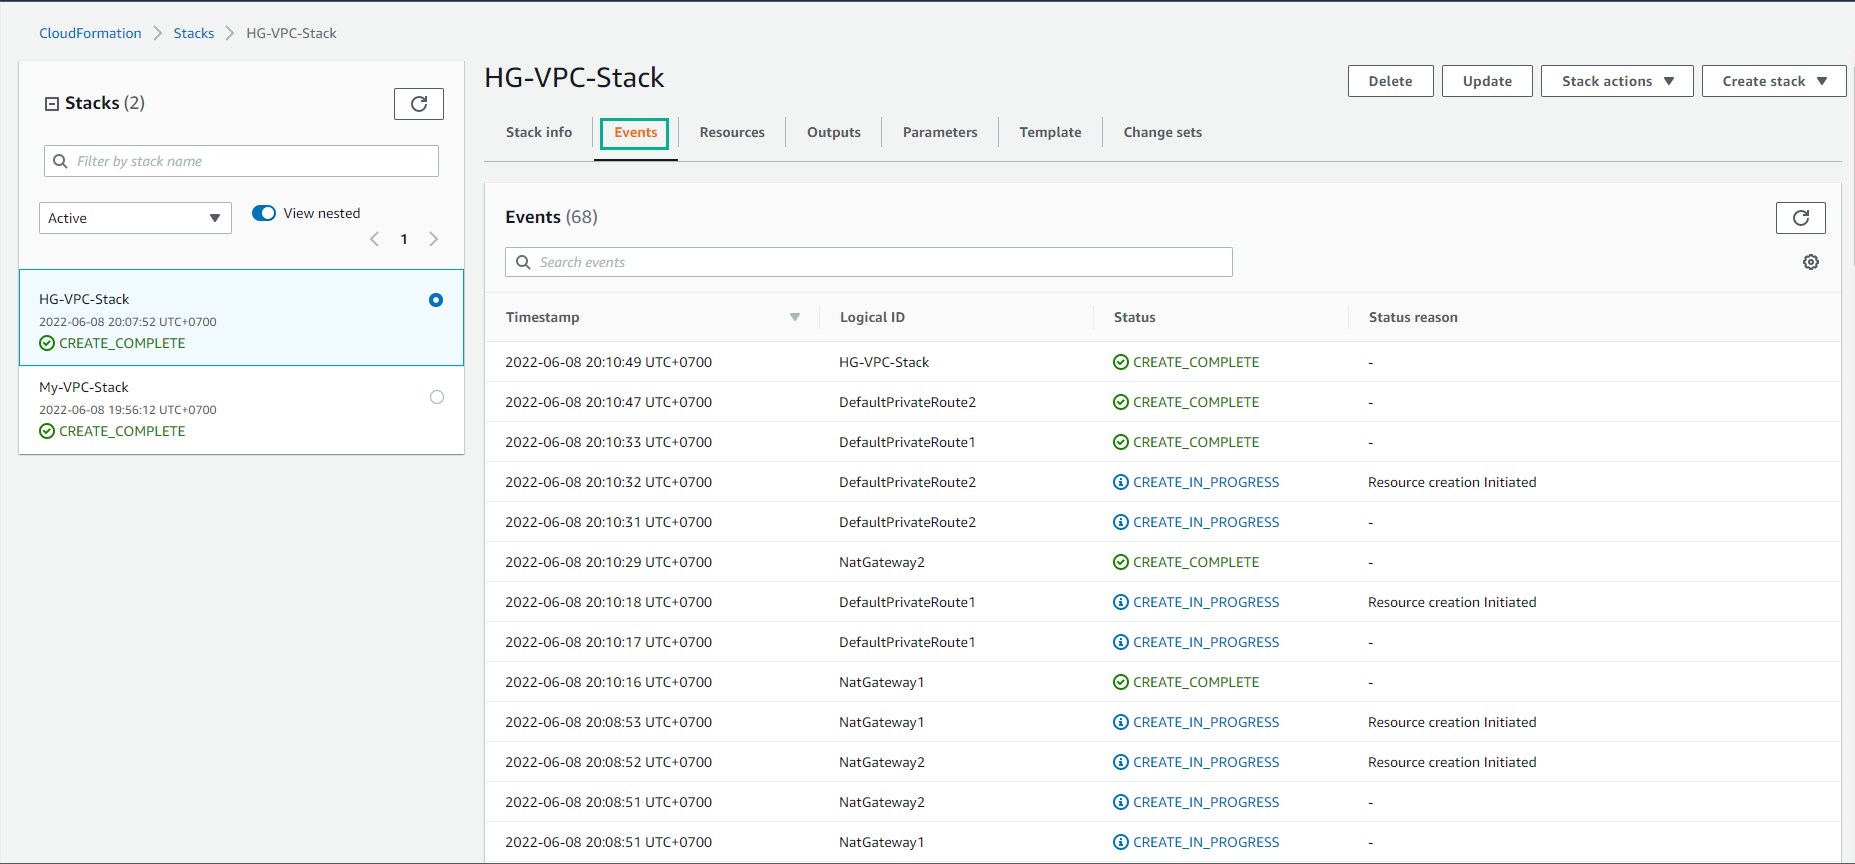 CloudFormation > Stacks > HG-VPC-Stack
Stacks (2)
Filter by stack name
Active
View nested
1
HG-VPC-Stack
2022-06-08 20:07:52 UTC+0700
CREATE_COMPLETE
My-VPC-Stack
2022-06-08 19:56:12 UTC+0700
CREATE_COMPLETE
HG-VPC-Stack
Delete Update Stack actions Create stack
Stack info Events Resources Outputs Parameters Template Change sets
Events (68)
Search events
Timestamp Logical ID Status Status reason
2022-06-08 20:10:49 UTC+0700 HG-VPC-Stack CREATE_COMPLETE -
2022-06-08 20:10:47 UTC+0700 DefaultPrivateRoute2 CREATE_COMPLETE -
2022-06-08 20:10:33 UTC+0700 DefaultPrivateRoute1 CREATE_COMPLETE -
2022-06-08 20:10:32 UTC+0700 DefaultPrivateRoute2 CREATE_IN_PROGRESS Resource creation Initiated
2022-06-08 20:10:31 UTC+0700 DefaultPrivateRoute2 CREATE_IN_PROGRESS -
2022-06-08 20:10:29 UTC+0700 NatGateway2 CREATE_COMPLETE -
2022-06-08 20:10:18 UTC+0700 DefaultPrivateRoute1 CREATE_IN_PROGRESS Resource creation Initiated
2022-06-08 20:10:17 UTC+0700 DefaultPrivateRoute1 CREATE_IN_PROGRESS -
2022-06-08 20:10:16 UTC+0700 NatGateway1 CREATE_COMPLETE -
2022-06-08 20:08:53 UTC+0700 NatGateway1 CREATE_IN_PROGRESS Resource creation Initiated
2022-06-08 20:08:52 UTC+0700 NatGateway2 CREATE_IN_PROGRESS Resource creation Initiated
2022-06-08 20:08:51 UTC+0700 NatGateway2 CREATE_IN_PROGRESS -
2022-06-08 20:08:51 UTC+0700 NatGateway1 CREATE_IN_PROGRESS -